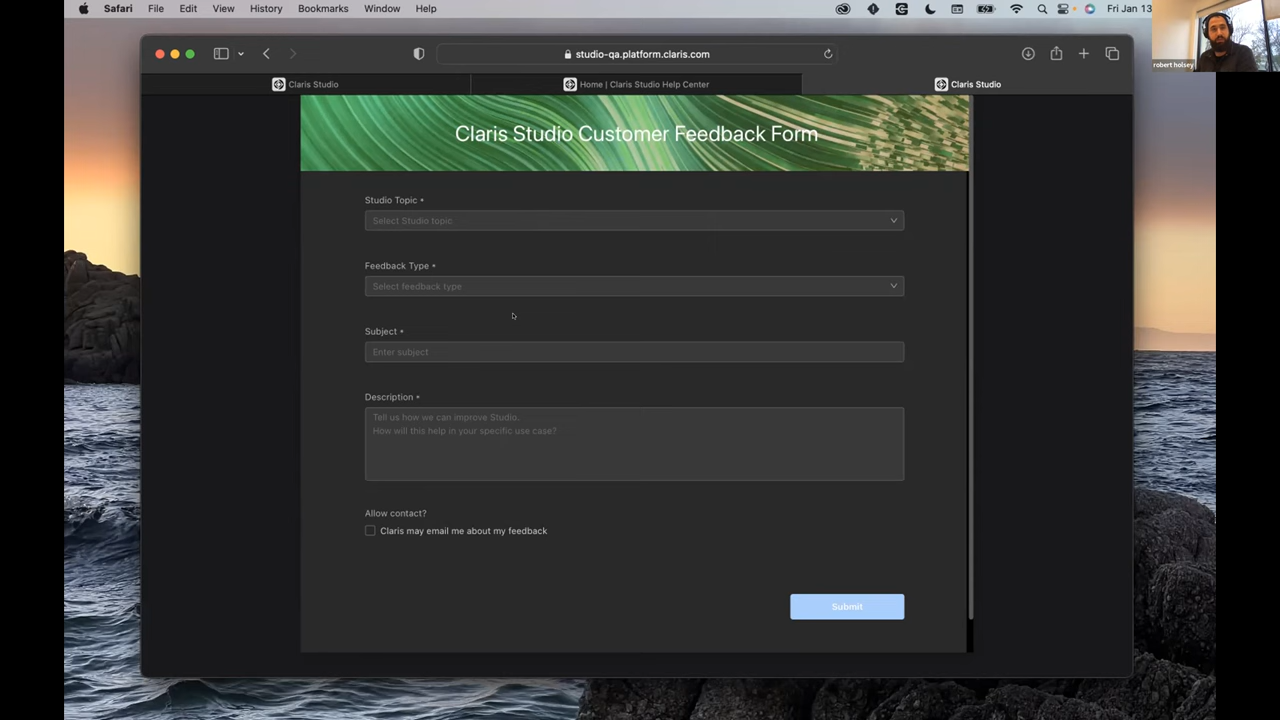 Safari File Edit View History Bookmarks Window Help Fri Jan 13
robert holsey
studio-qa.platform.claris.com
Claris Studio Home | Claris Studio Help Center Claris Studio
Claris Studio Customer Feedback Form
Studio Topic *
Select Studio topic
Feedback Type *
Select feedback type
Subject *
Enter subject
Description *
Tell us how we can improve Studio.
How will this help in your specific use case?
Allow contact?
Claris may email me about my feedback
Submit